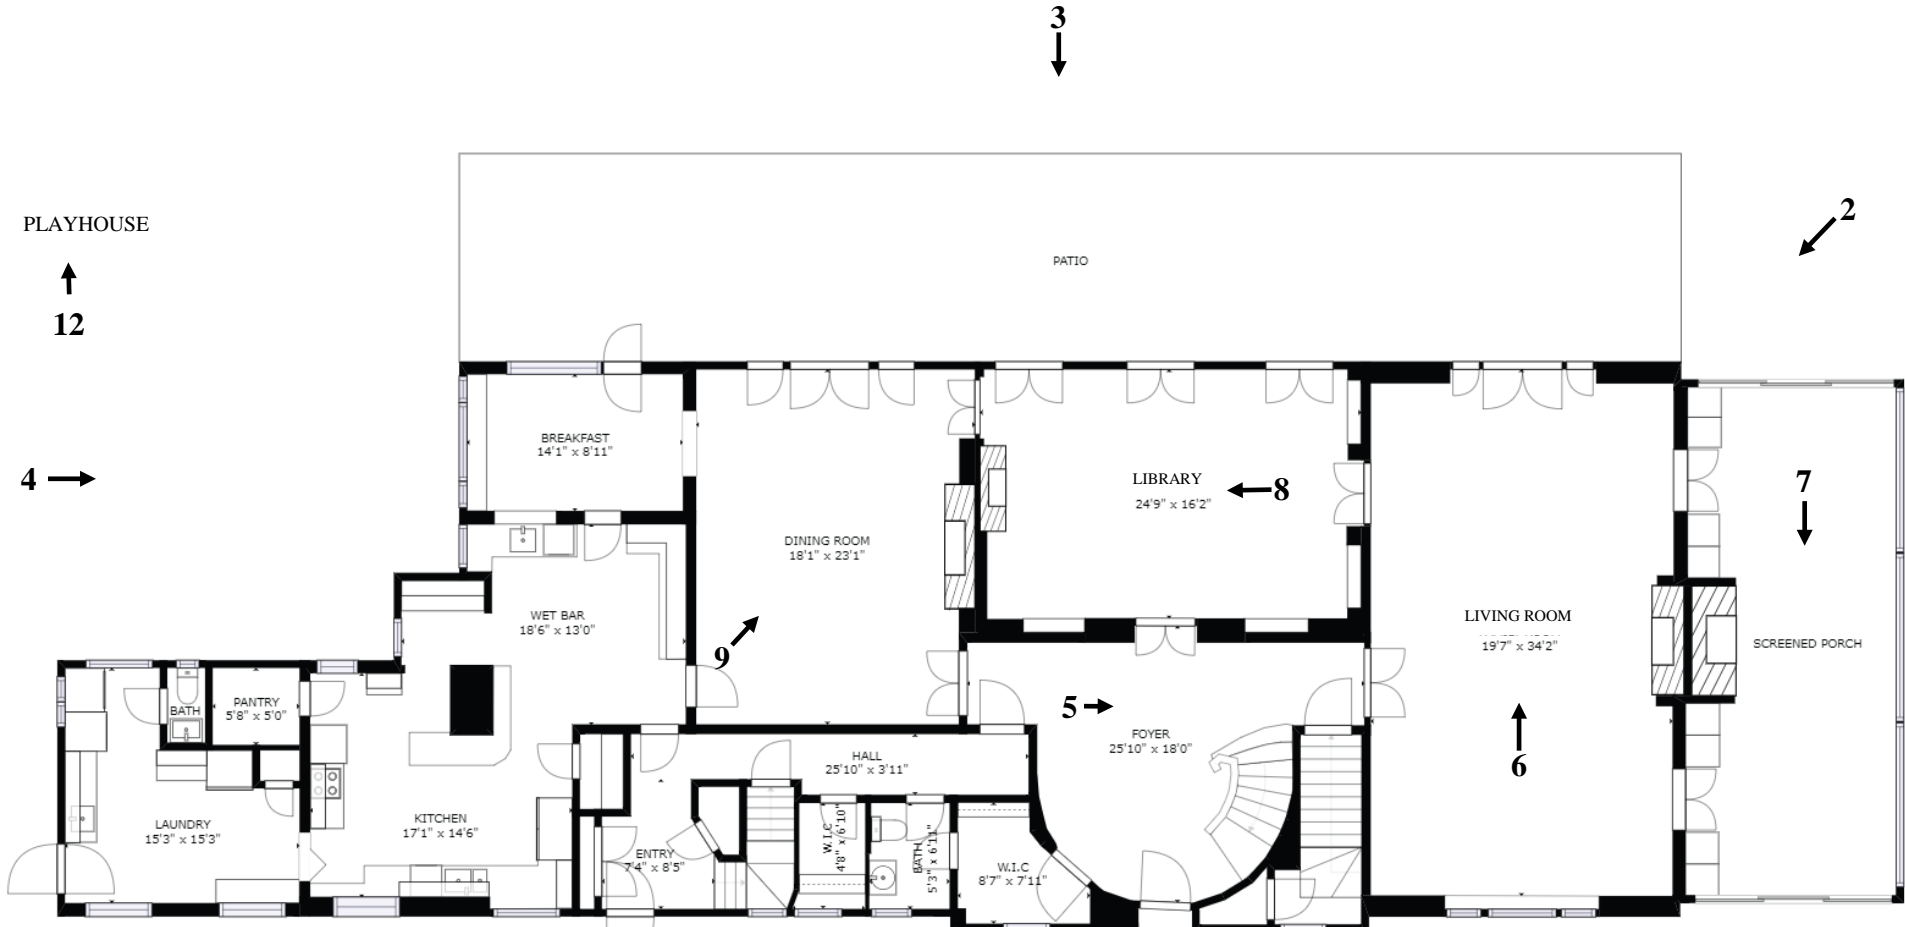 3
2
PLAYHOUSE
PATIO
12
BREAKFAST
14'1" x 8'11"
4
LIBRARY
24'9" x 16'2"
8
7
DINING ROOM
18'1" x 23'1"
WET BAR
18'6" x 13'0"
LIVING ROOM
19'7" x 34'2"
SCREENED PORCH
9
PANTRY
5'8" x 5'0"
BATH
5
FOYER
25'10" x 18'0"
6
HALL
25'10" x 3'11"
LAUNDRY
15'3" x 15'3"
KITCHEN
17'1" x 14'6"
ENTRY
7'4" x 8'5"
W.I.C
4'8" x 6'10"
BATH
5'3" x 6'11"
W.I.C
8'7" x 7'11"